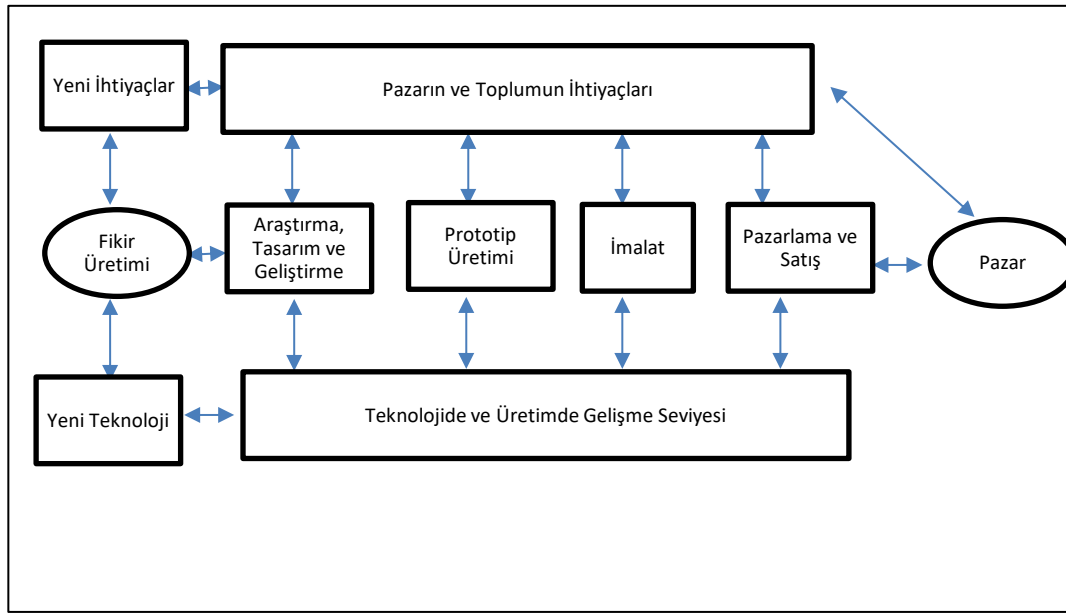 Yeni İhtiyaçlar
Pazarın ve Toplumun İhtiyaçları
Fikir
Üretimi
Araştırma,
Tasarım ve
Geliştirme
Prototip
Üretimi
İmalat
Pazarlama ve
Satış
Pazar
Yeni Teknoloji
Teknolojide ve Üretimde Gelişme Seviyesi